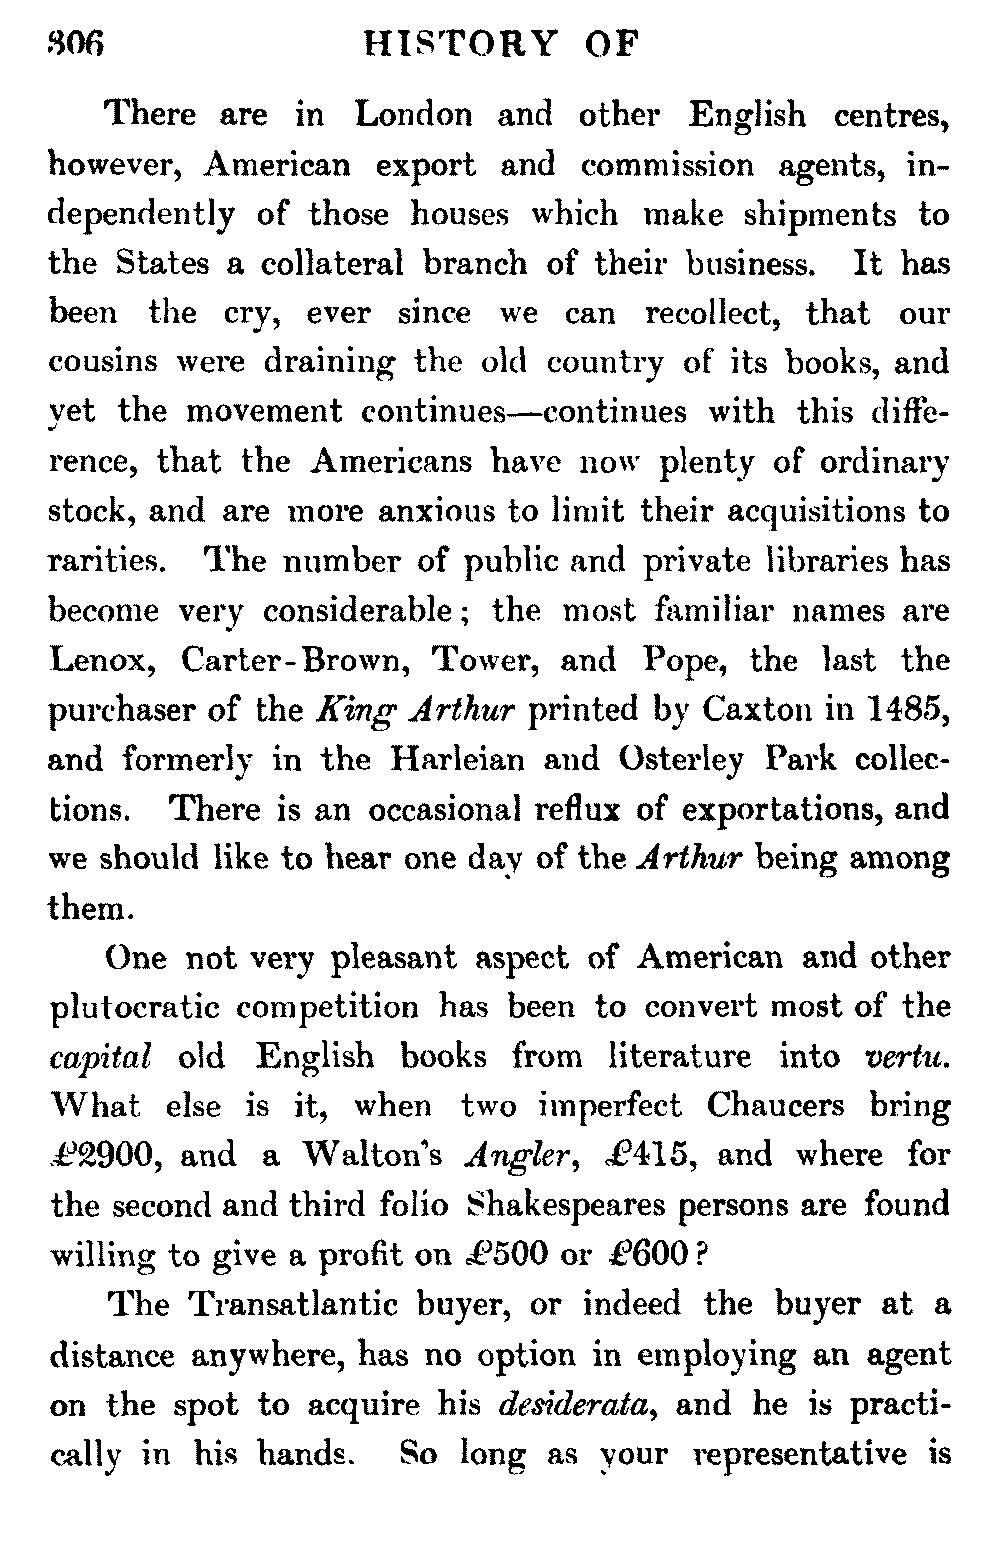 306 HISTORY OF
There are in London and other English centres,
however, American export and commission agents, in-
dependently of those houses which make shipments to
the States a collateral branch of their business. It has
been the cry, ever since we can recollect, that our
cousins were draining the old country of its books, and
yet the movement continues—continues with this diffe-
rence, that the Americans have now plenty of ordinary
stock, and are more anxious to limit their acquisitions to
rarities. The number of public and private libraries has
become very considerable; the most familiar names are
Lenox, Carter-Brown, Tower, and Pope, the last the
purchaser of the King Arthur printed by Caxton in 1485,
and formerly in the Harleian and Osterley Park collec-
tions. There is an occasional reflux of exportations, and
we should like to hear one day of the Arthur being among
them.
One not very pleasant aspect of American and other
plutocratic competition has been to convert most of the
capital old English books from literature into vertu.
What else is it, when two imperfect Chaucers bring
£2900, and a Walton's Angler, £415, and where for
the second and third folio Shakespeares persons are found
willing to give a profit on £500 or £600?
The Transatlantic buyer, or indeed the buyer at a
distance anywhere, has no option in employing an agent
on the spot to acquire his desiderata, and he is practi-
cally in his hands. So long as your representative is